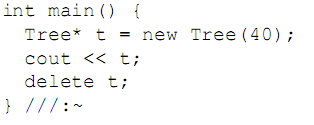 int main() {
  Tree* t = new Tree(40);
  cout << t;
  delete t;
} ///:~